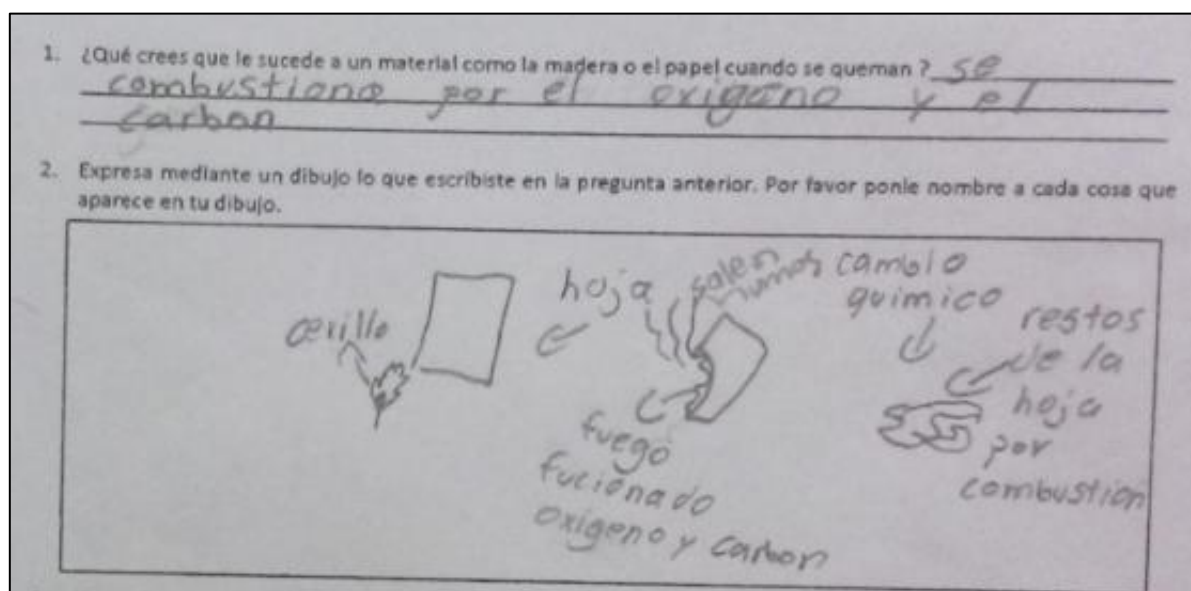 1. ¿Qué crees que le sucede a un material como la madera o el papel cuando se queman ? se
combustiona por el oxigeno y el
carbon
2. Expresa mediante un dibujo lo que escribiste en la pregunta anterior. Por favor ponle nombre a cada cosa que
aparece en tu dibujo.
cerillo
hoja
salen
humos
fuego
fucionado
oxigeno y carbon
cambio
quimico
restos
de la
hoja
por
combustion